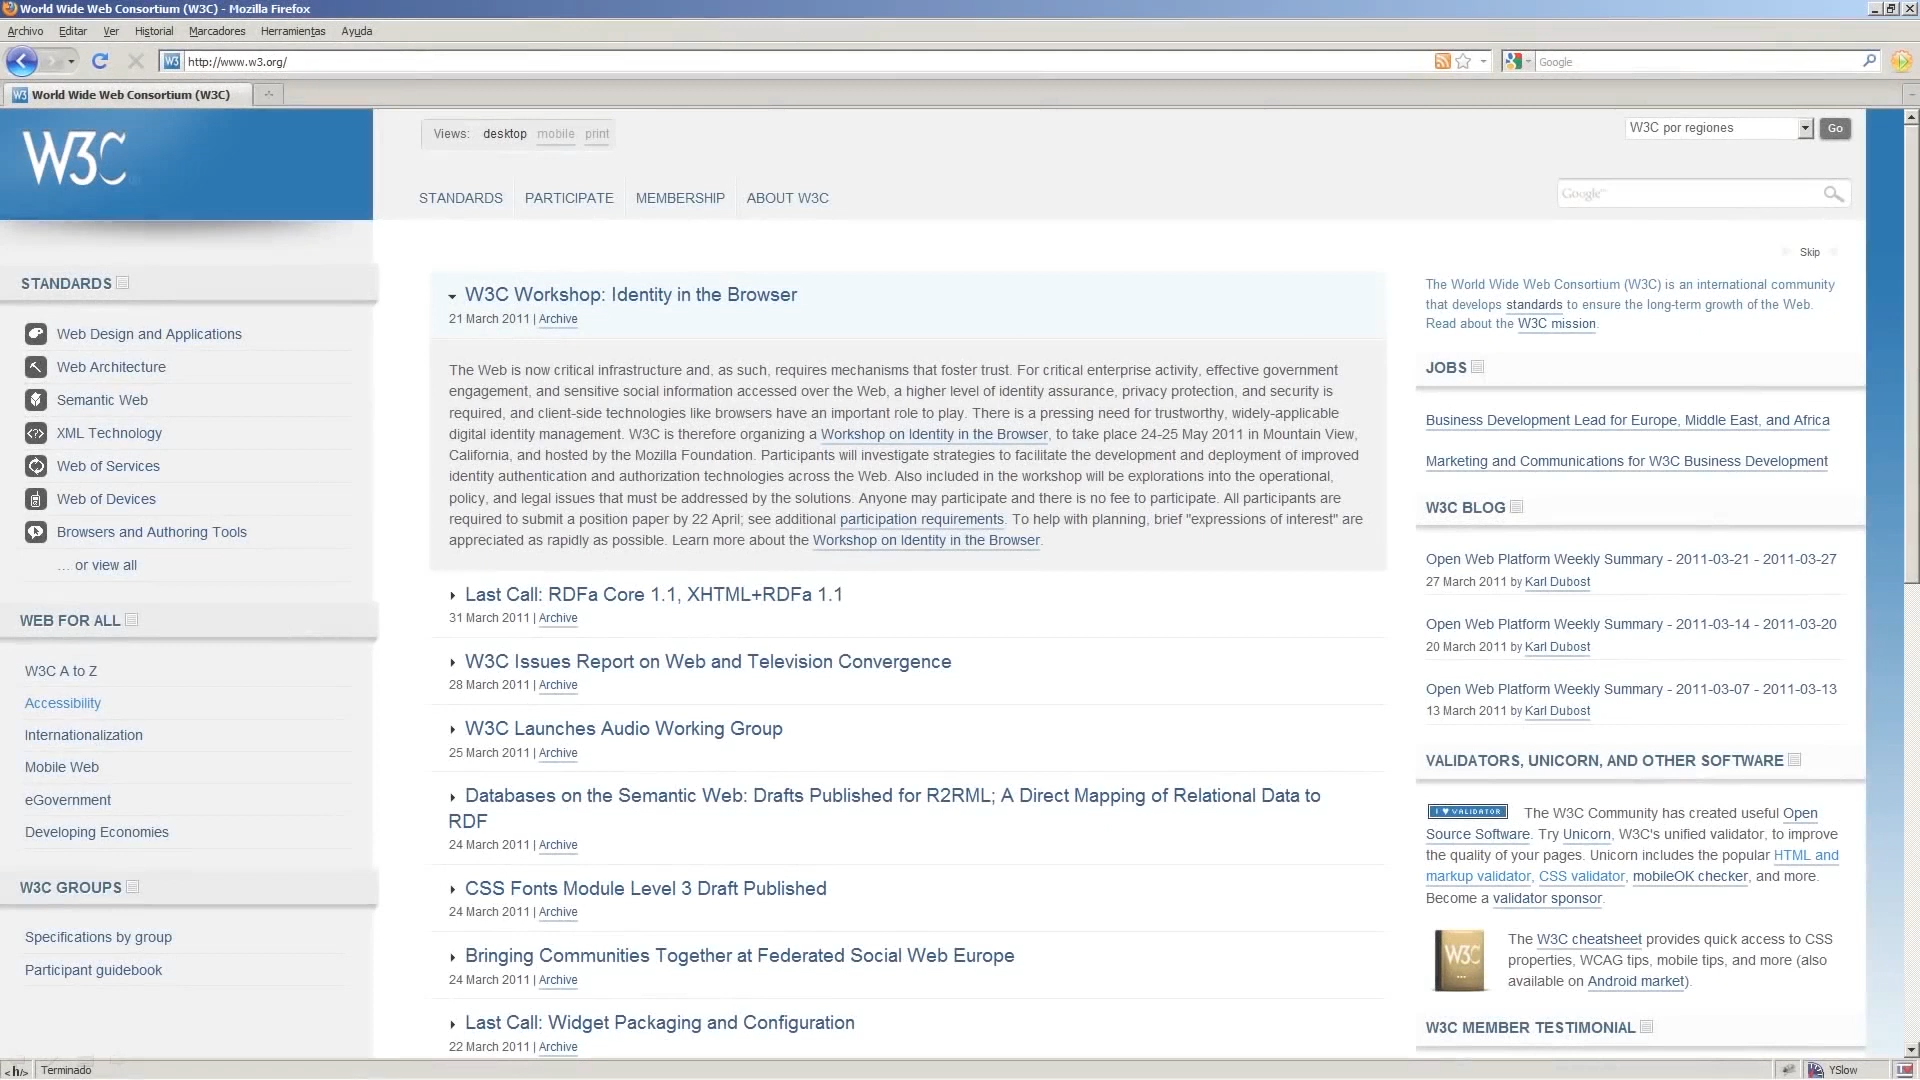 World Wide Web Consortium (W3C) - Mozilla Firefox
Archivo Editar Ver Historial Marcadores Herramientas Ayuda
http://www.w3.org/
Google
World Wide Web Consortium (W3C)
W3C
Views: desktop mobile print
W3C por regiones
Go
STANDARDS PARTICIPATE MEMBERSHIP ABOUT W3C
Google
Skip
STANDARDS
Web Design and Applications
Web Architecture
Semantic Web
XML Technology
Web of Services
Web of Devices
Browsers and Authoring Tools
… or view all
WEB FOR ALL
W3C A to Z
Accessibility
Internationalization
Mobile Web
eGovernment
Developing Economies
W3C GROUPS
Specifications by group
Participant guidebook
W3C Workshop: Identity in the Browser
21 March 2011 | Archive
The Web is now critical infrastructure and, as such, requires mechanisms that foster trust. For critical enterprise activity, effective government
engagement, and sensitive social information accessed over the Web, a higher level of identity assurance, privacy protection, and security is
required, and client-side technologies like browsers have an important role to play. There is a pressing need for trustworthy, widely-applicable
digital identity management. W3C is therefore organizing a Workshop on Identity in the Browser, to take place 24-25 May 2011 in Mountain View,
California, and hosted by the Mozilla Foundation. Participants will investigate strategies to facilitate the development and deployment of improved
identity authentication and authorization technologies across the Web. Also included in the workshop will be explorations into the operational,
policy, and legal issues that must be addressed by the solutions. Anyone may participate and there is no fee to participate. All participants are
required to submit a position paper by 22 April; see additional participation requirements. To help with planning, brief "expressions of interest" are
appreciated as rapidly as possible. Learn more about the Workshop on Identity in the Browser.
Last Call: RDFa Core 1.1, XHTML+RDFa 1.1
31 March 2011 | Archive
W3C Issues Report on Web and Television Convergence
28 March 2011 | Archive
W3C Launches Audio Working Group
25 March 2011 | Archive
Databases on the Semantic Web: Drafts Published for R2RML; A Direct Mapping of Relational Data to
RDF
24 March 2011 | Archive
CSS Fonts Module Level 3 Draft Published
24 March 2011 | Archive
Bringing Communities Together at Federated Social Web Europe
24 March 2011 | Archive
Last Call: Widget Packaging and Configuration
22 March 2011 | Archive
The World Wide Web Consortium (W3C) is an international community
that develops standards to ensure the long-term growth of the Web.
Read about the W3C mission.
JOBS
Business Development Lead for Europe, Middle East, and Africa
Marketing and Communications for W3C Business Development
W3C BLOG
Open Web Platform Weekly Summary - 2011-03-21 - 2011-03-27
27 March 2011 by Karl Dubost
Open Web Platform Weekly Summary - 2011-03-14 - 2011-03-20
20 March 2011 by Karl Dubost
Open Web Platform Weekly Summary - 2011-03-07 - 2011-03-13
13 March 2011 by Karl Dubost
VALIDATORS, UNICORN, AND OTHER SOFTWARE
I ♥ VALIDATOR
The W3C Community has created useful Open
Source Software. Try Unicorn, W3C's unified validator, to improve
the quality of your pages. Unicorn includes the popular HTML and
markup validator, CSS validator, mobileOK checker, and more.
Become a validator sponsor.
W3C
...
The W3C cheatsheet provides quick access to CSS
properties, WCAG tips, mobile tips, and more (also
available on Android market).
W3C MEMBER TESTIMONIAL
<h/>
Terminado
YSlow